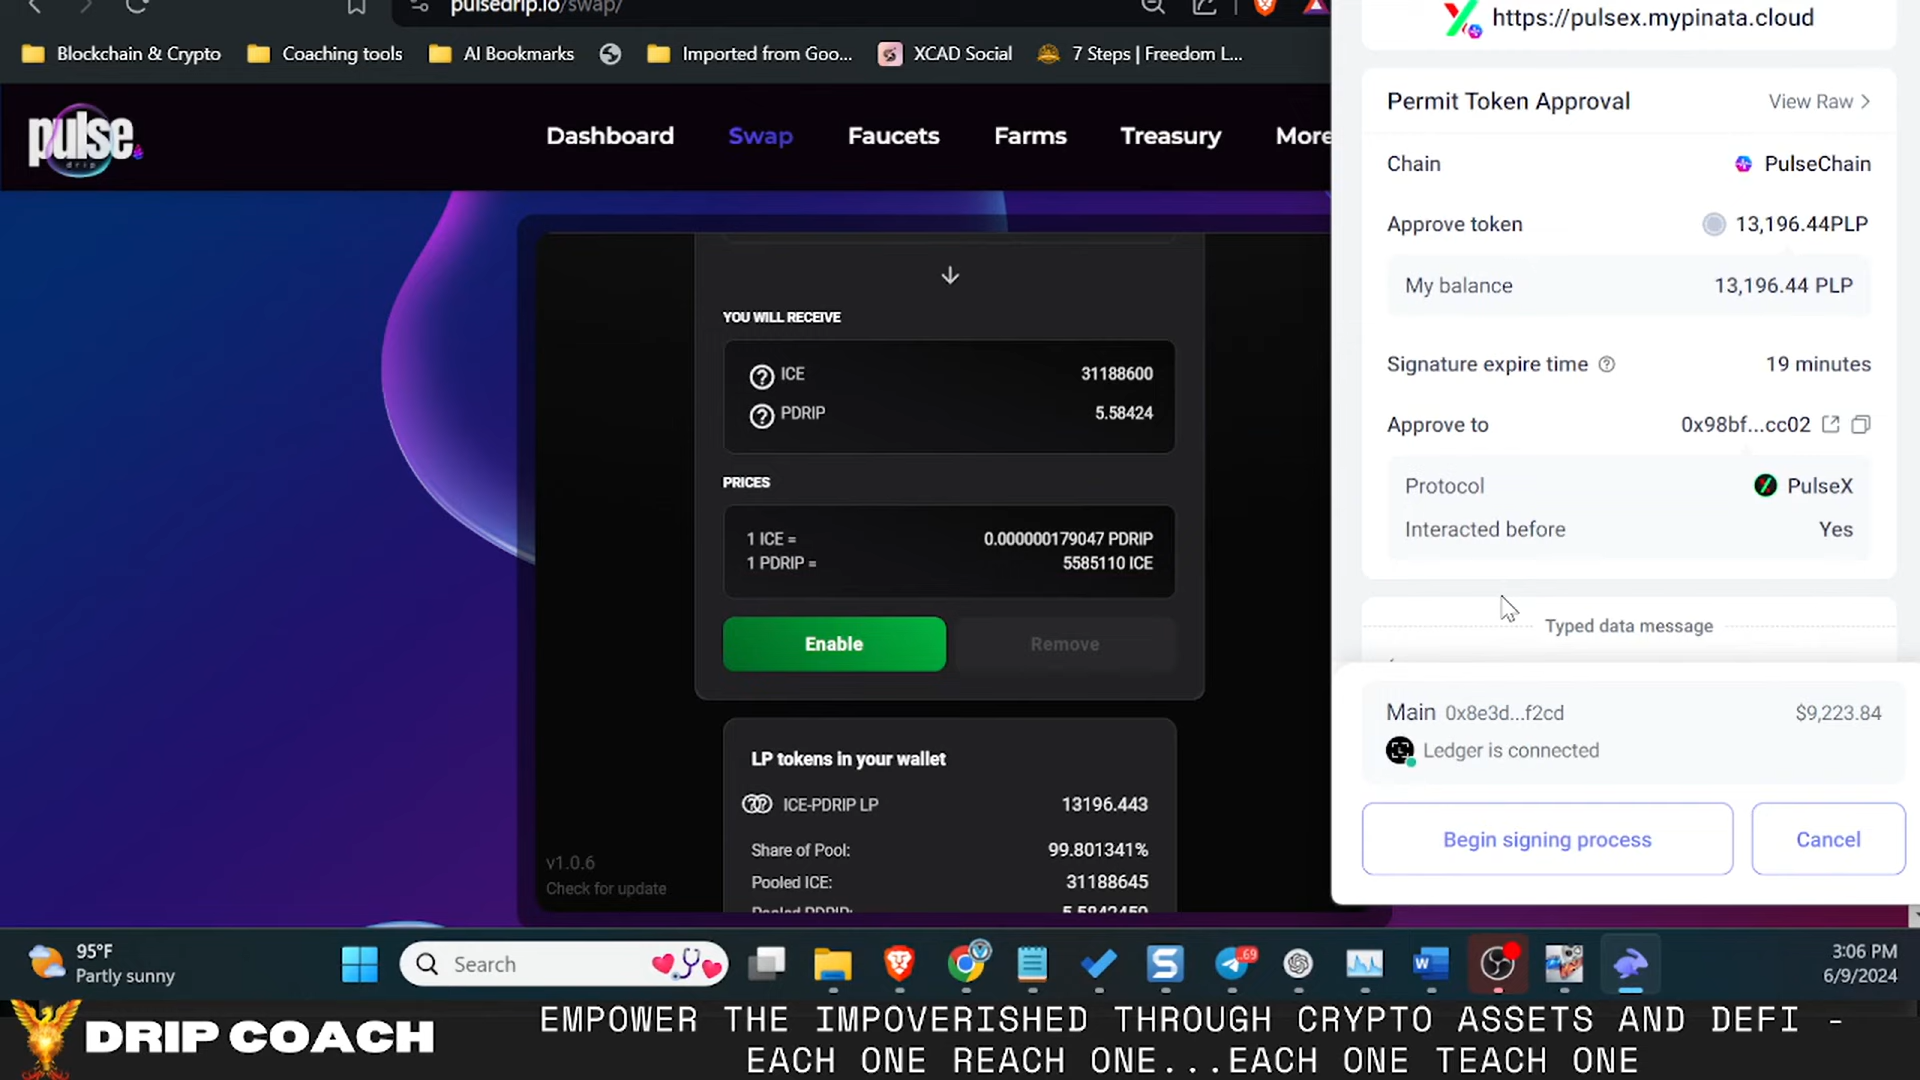 pulsedrip.io/swap/
Blockchain & Crypto
Coaching tools
AI Bookmarks
Imported from Goo...
XCAD Social
7 Steps | Freedom L...
pulse
drip
Dashboard
Swap
Faucets
Farms
Treasury
More
YOU WILL RECEIVE
ICE 31188600
PDRIP 5.58424
PRICES
1 ICE = 0.000000179047 PDRIP
1 PDRIP = 5585110 ICE
Enable
Remove
LP tokens in your wallet
ICE-PDRIP LP 13196.443
Share of Pool: 99.801341%
Pooled ICE: 31188645
Pooled PDRIP: 5.5842459
v1.0.6
Check for update
https://pulsex.mypinata.cloud
Permit Token Approval View Raw >
Chain PulseChain
Approve token 13,196.44PLP
My balance 13,196.44 PLP
Signature expire time 19 minutes
Approve to 0x98bf...cc02
Protocol PulseX
Interacted before Yes
Typed data message
Main 0x8e3d...f2cd $9,223.84
Ledger is connected
Begin signing process
Cancel
95°F
Partly sunny
Search
69
3:06 PM
6/9/2024
DRIP COACH
EMPOWER THE IMPOVERISHED THROUGH CRYPTO ASSETS AND DEFI -
EACH ONE REACH ONE...EACH ONE TEACH ONE